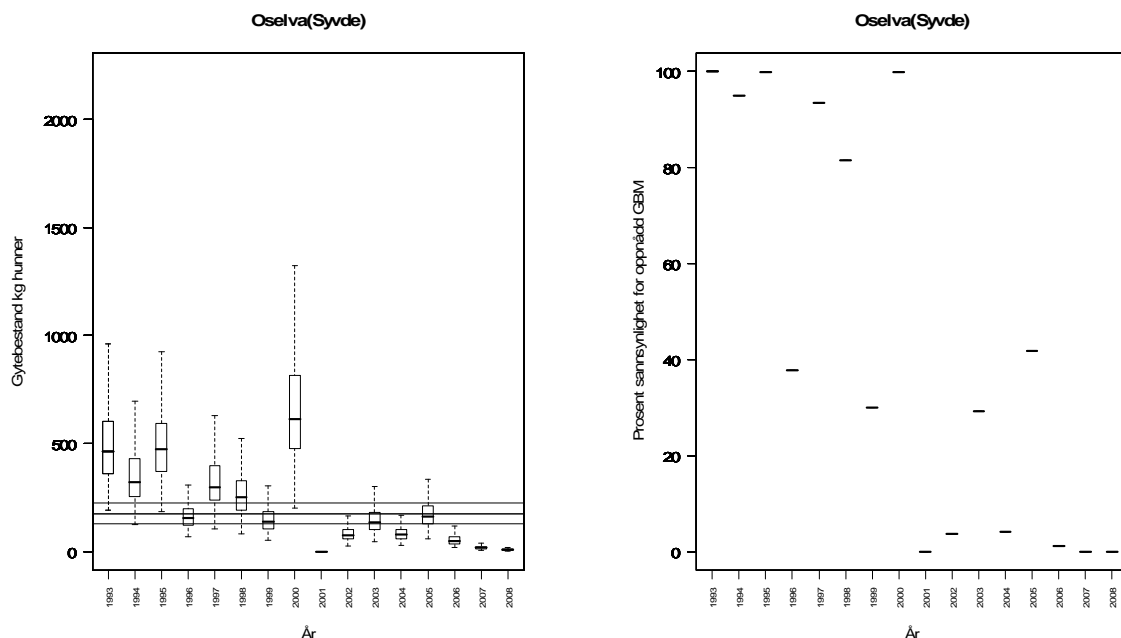 Oselva(Syvde)
Gytebestand kg hunner
2000
1500
1000
500
0
1993 1994 1995 1996 1997 1998 1999 2000 2001 2002 2003 2004 2005 2006 2007 2008
År
Oselva(Syvde)
Prosent sannsynlighet for oppnådd GBM
100
80
60
40
20
0
1993 1994 1995 1996 1997 1998 1999 2000 2001 2002 2003 2004 2005 2006 2007 2008
År